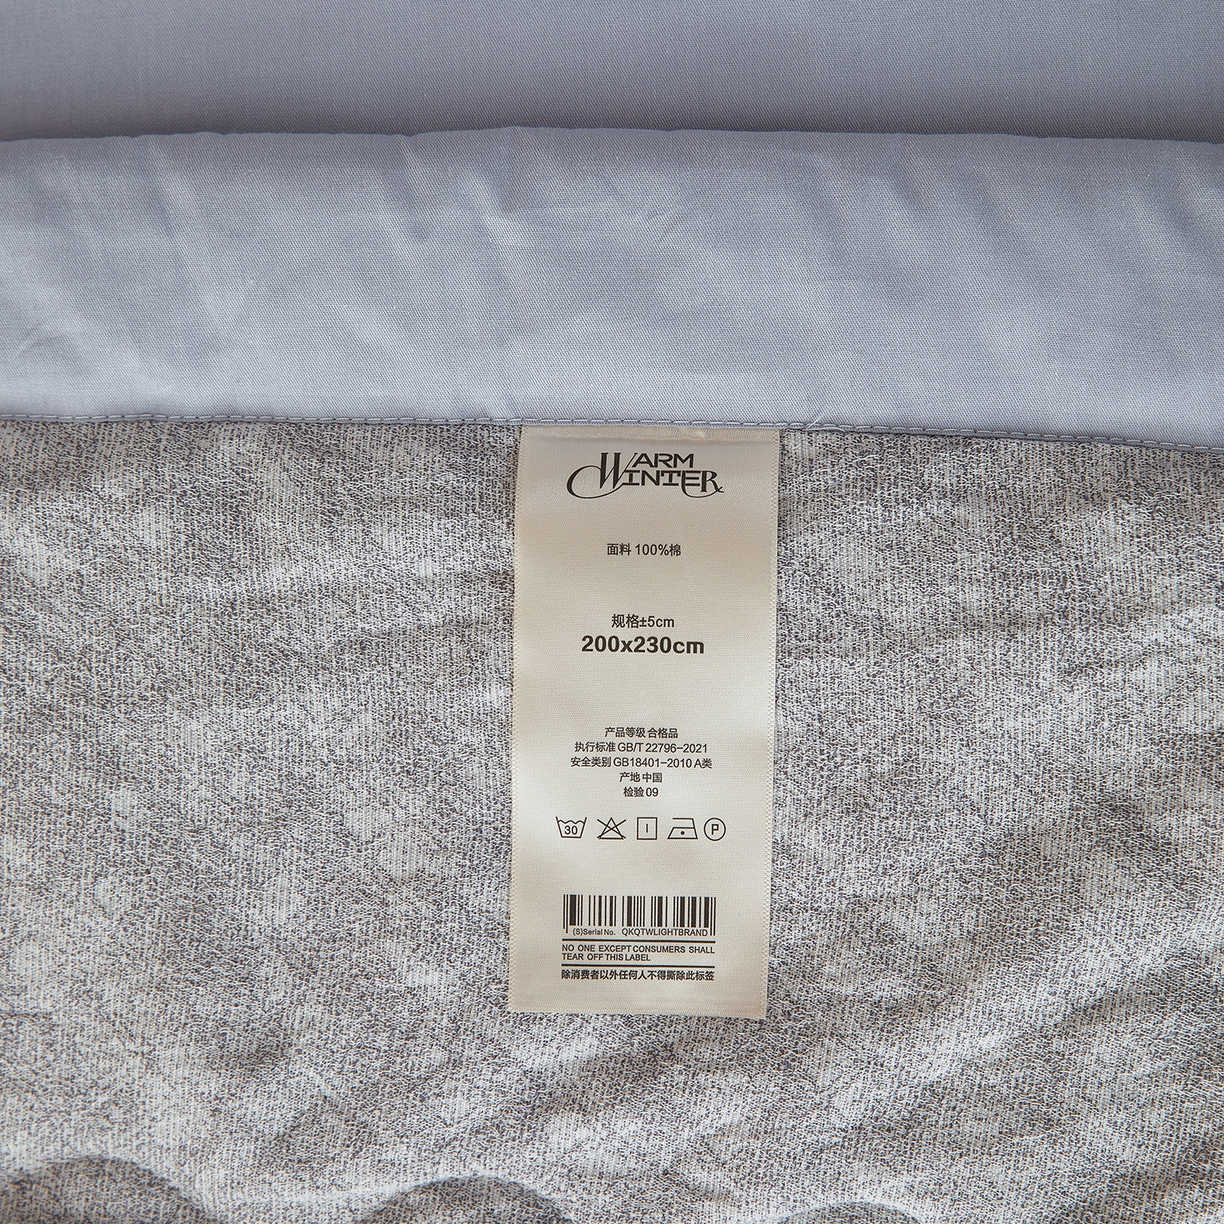 WARM
WINTER
面料 100%棉
规格±5cm
200x230cm
产品等级 合格品
执行标准 GB/T 22796-2021
安全类别 GB18401-2010 A类
产地 中国
检验 09
30
P
(S)Serial No. QKQTWLIGHTBRAND
NO ONE EXCEPT CONSUMERS SHALL
TEAR OFF THIS LABEL
除消费者以外任何人不得撕除此标签